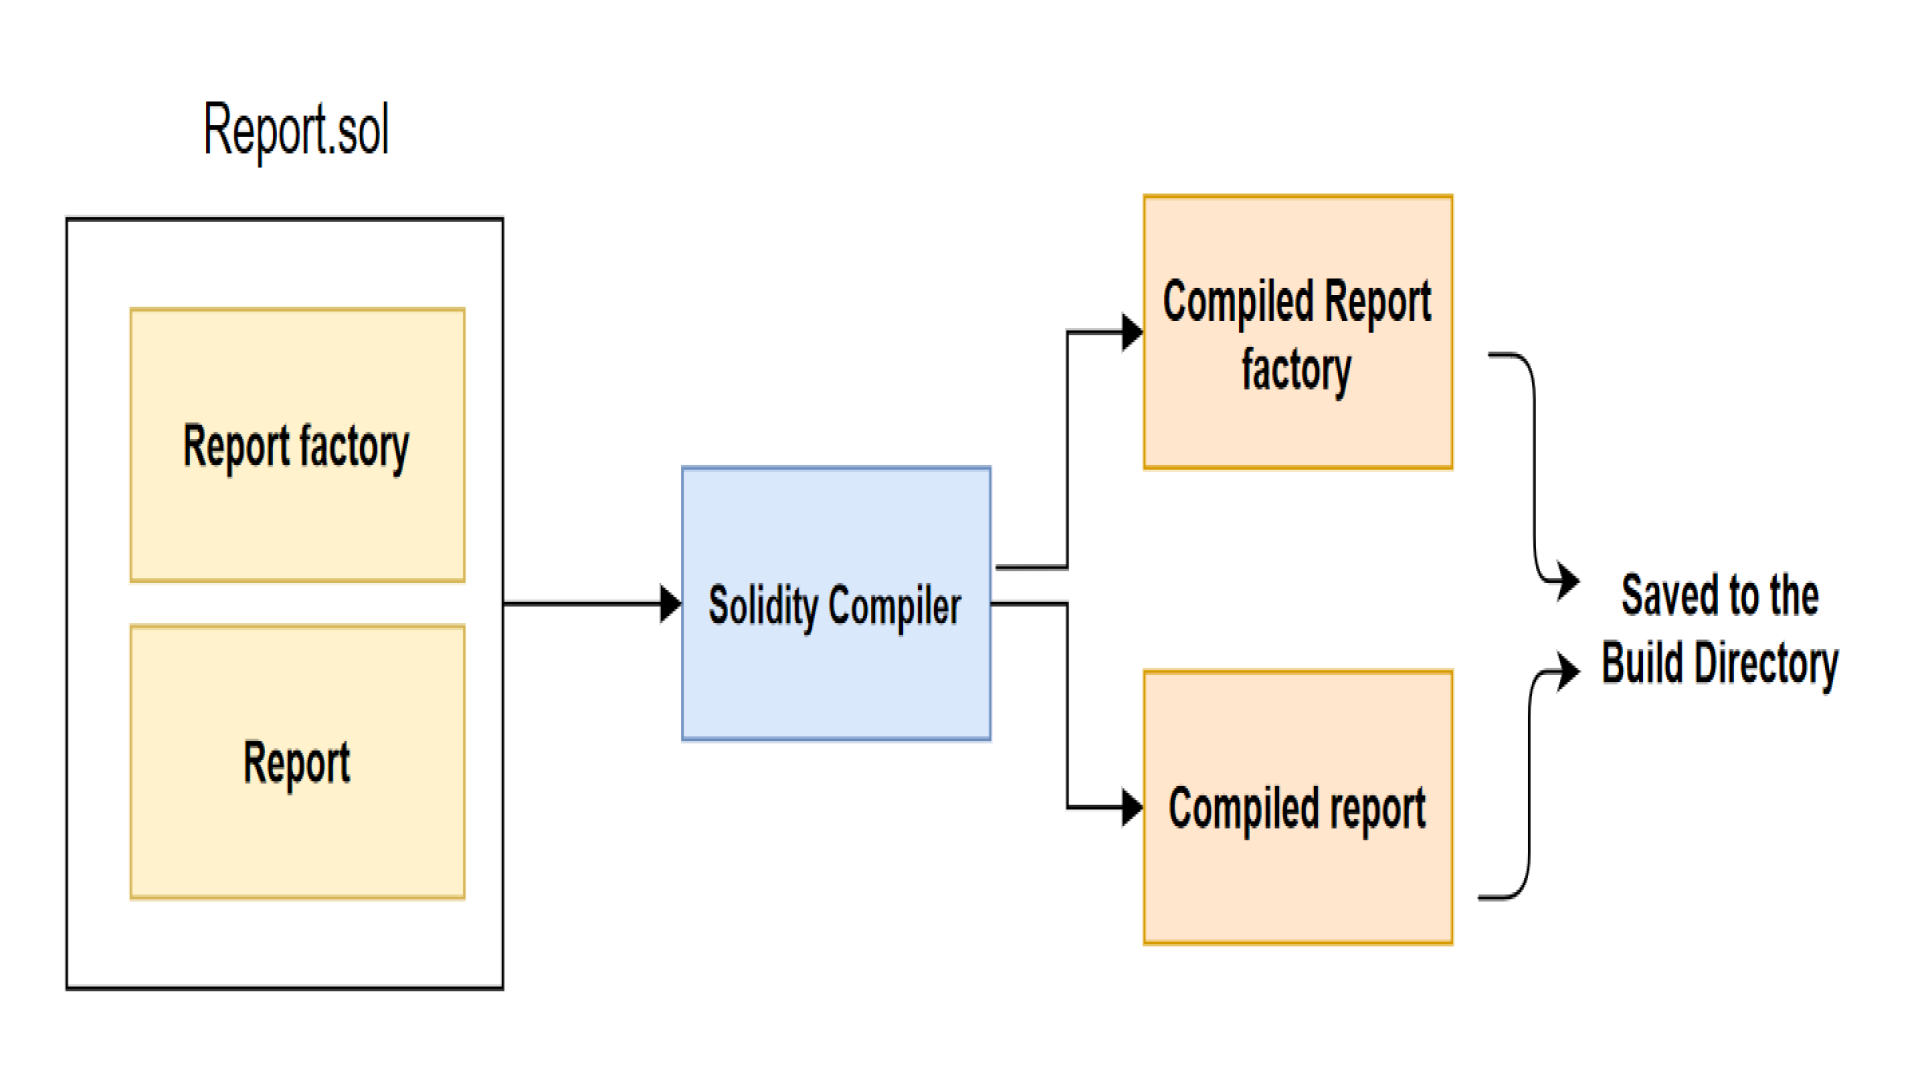 Report.sol
Report factory
Report
Solidity Compiler
Compiled Report
factory
Compiled report
Saved to the
Build Directory